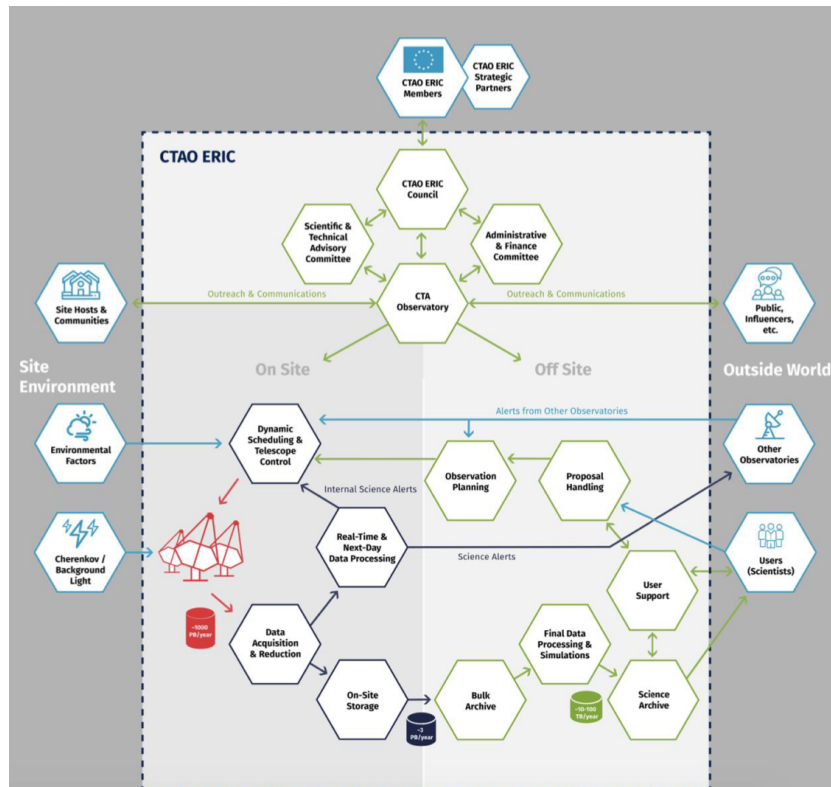 CTAO ERIC
Members
CTAO ERIC
Strategic
Partners
CTAO ERIC
CTAO ERIC
Council
Scientific &
Technical
Advisory
Committee
Administrative
& Finance
Committee
Site Hosts &
Communities
Outreach & Communications
CTA
Observatory
Outreach & Communications
Public,
Influencers,
etc.
Site
Environment
On Site
Off Site
Outside World
Environmental
Factors
Dynamic
Scheduling &
Telescope
Control
Alerts from Other Observatories
Observation
Planning
Proposal
Handling
Other
Observatories
Internal Science Alerts
Cherenkov /
Background
Light
Real-Time &
Next-Day
Data Processing
Science Alerts
Users
(Scientists)
User
Support
~1000
PB/year
Data
Acquisition
& Reduction
Final Data
Processing &
Simulations
On-Site
Storage
~3
PB/year
Bulk
Archive
~10-100
TB/year
Science
Archive